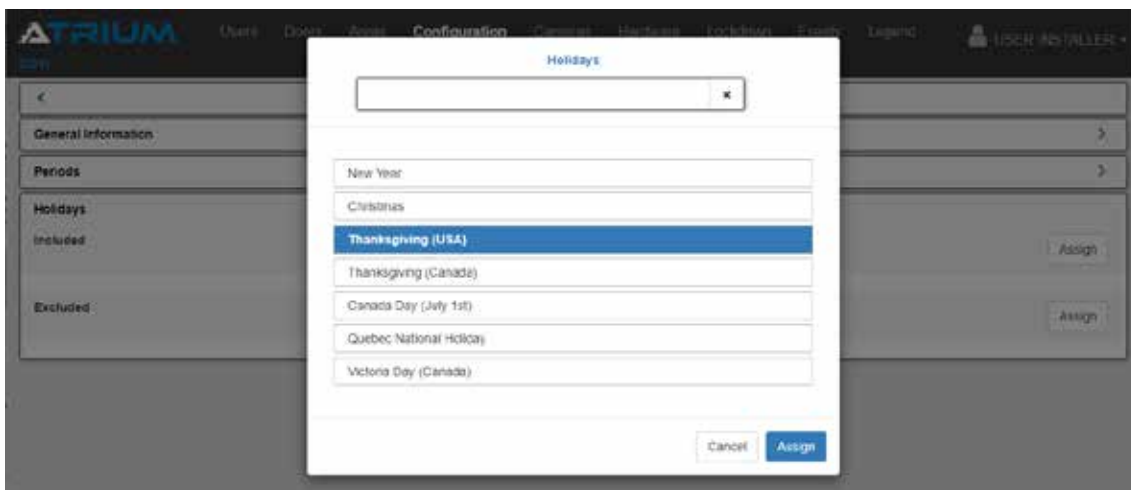 ATRIUM Users Doors Areas Configuration Cameras Hardware Lockdown Events Legend USER INSTALLER
Holidays
General Information
Periods
New Year
Holidays
Christmas
Included
Thanksgiving (USA)
Assign
Thanksgiving (Canada)
Excluded
Canada Day (July 1st)
Assign
Quebec National Holiday
Victoria Day (Canada)
Cancel Assign